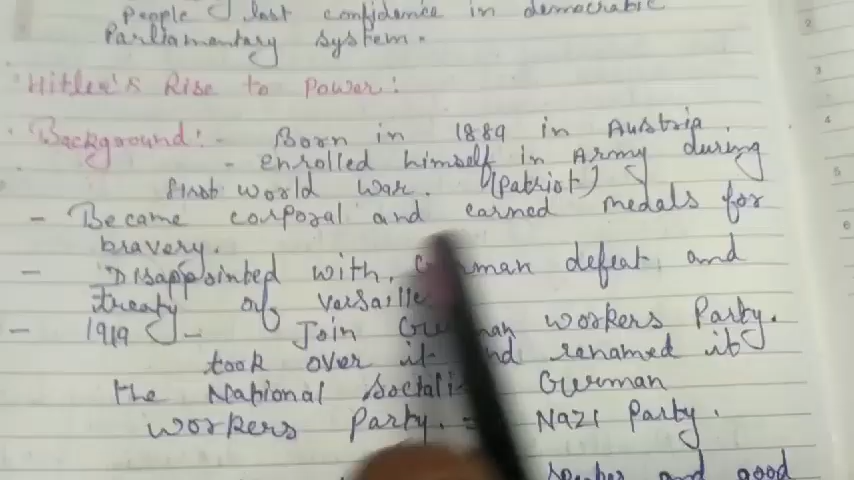 People lost confidence in democratic
Parliamentary system.
Hitler's Rise to Power:
Background:- Born in 1889 in Austria.
- enrolled himself in Army during
first world war. (Patriot)
- Became corporal and earned medals for
bravery.
- Disappointed with German defeat and
treaty of Versaille
- 1919 - Join German workers Party.
took over it and renamed it
the National Socialis German
workers Party. = Nazi Party.
and good